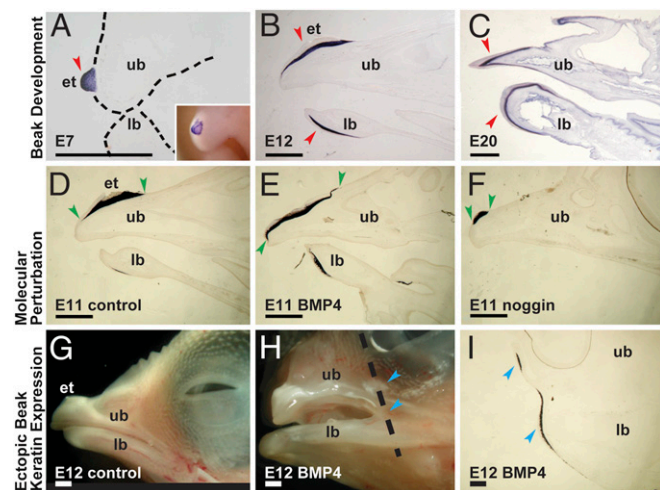 Beak Development
A
et
ub
lb
E7
B
et
ub
lb
E12
C
ub
lb
E20
Molecular
Perturbation
D
et
ub
lb
E11 control
E
ub
lb
E11 BMP4
F
ub
E11 noggin
Ectopic Beak
Keratin Expression
G
et
ub
lb
E12 control
H
ub
lb
E12 BMP4
I
ub
lb
E12 BMP4